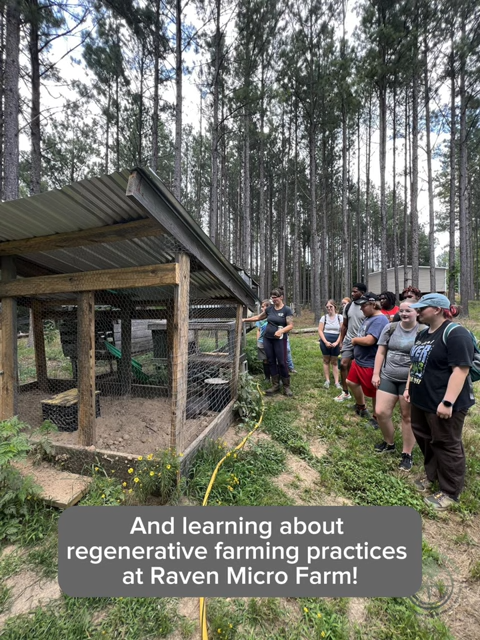 And learning about
regenerative farming practices
at Raven Micro Farm!